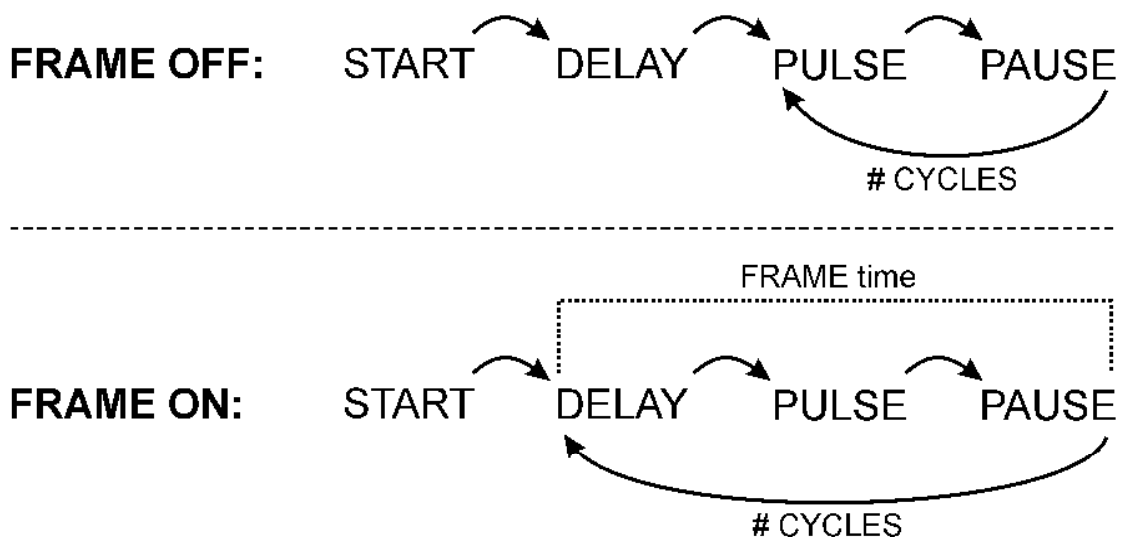 FRAME OFF: START DELAY PULSE PAUSE
# CYCLES
FRAME time
FRAME ON: START DELAY PULSE PAUSE
# CYCLES